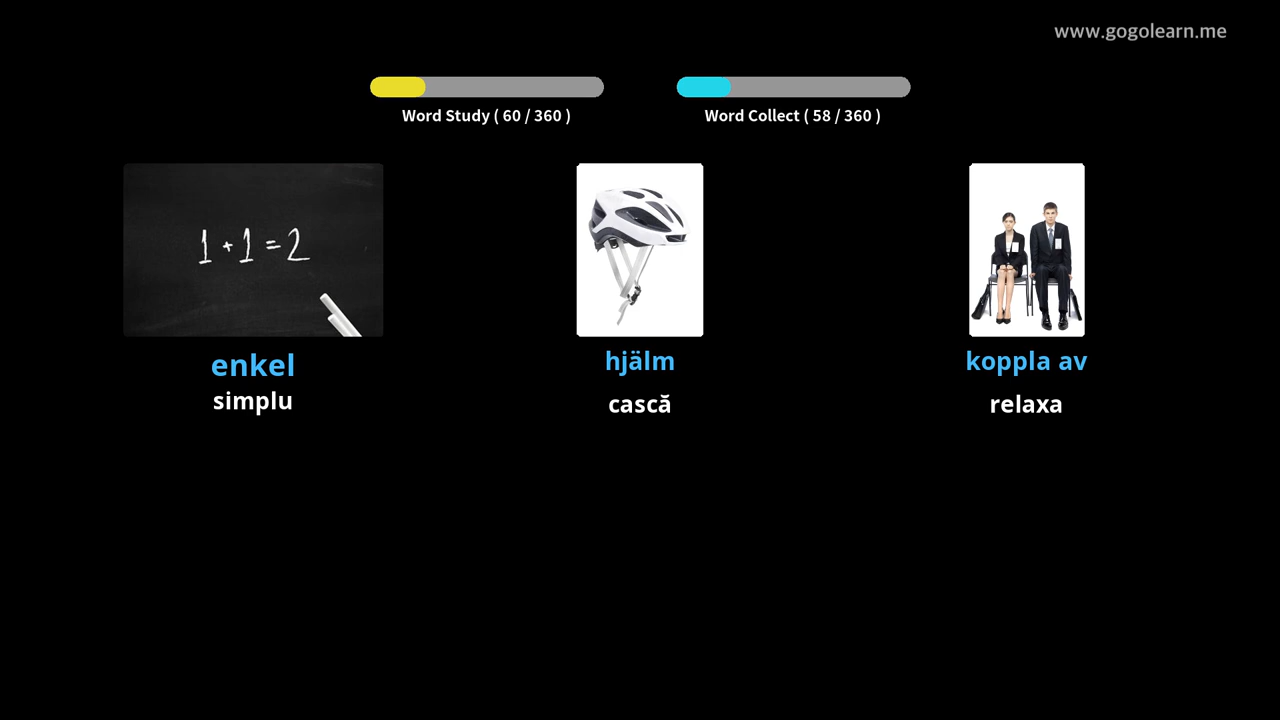 www.gogolearn.me
Word Study ( 60 / 360 )
Word Collect ( 58 / 360 )
1 + 1 = 2
enkel
hjälm
koppla av
simplu
cască
relaxa